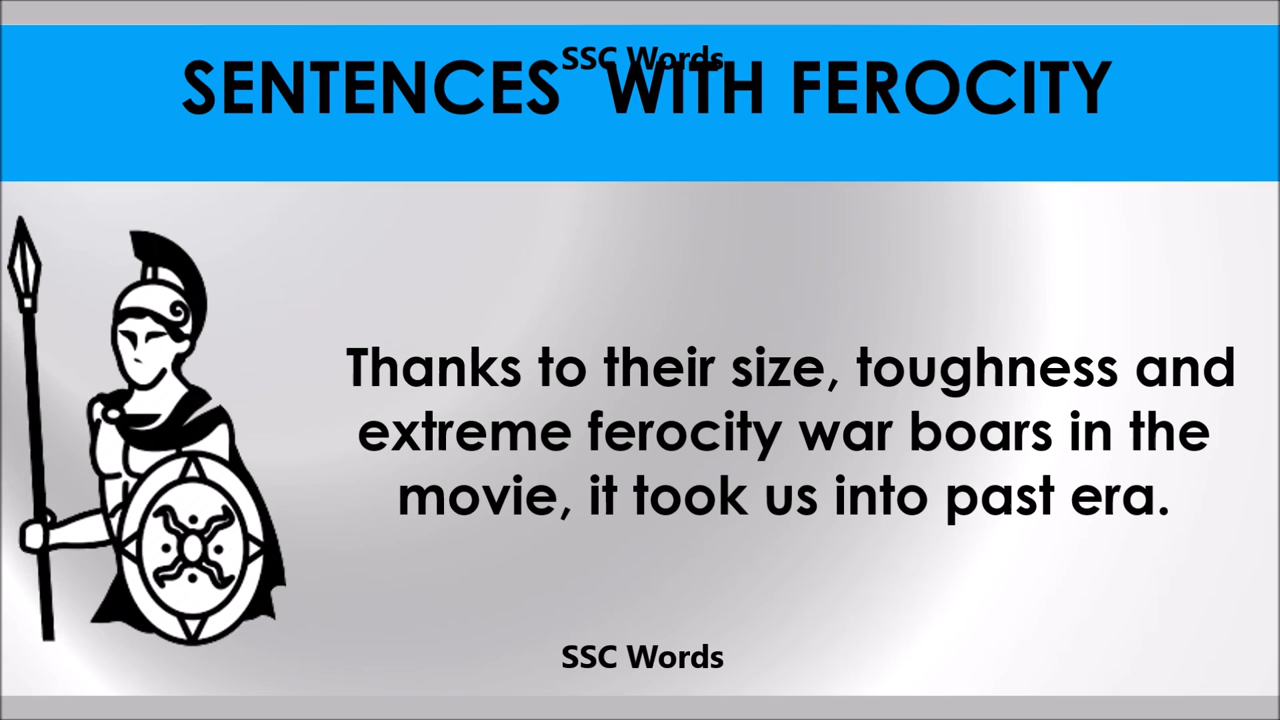 SSC Words
SENTENCES WITH FEROCITY
Thanks to their size, toughness and
extreme ferocity war boars in the
movie, it took us into past era.
SSC Words